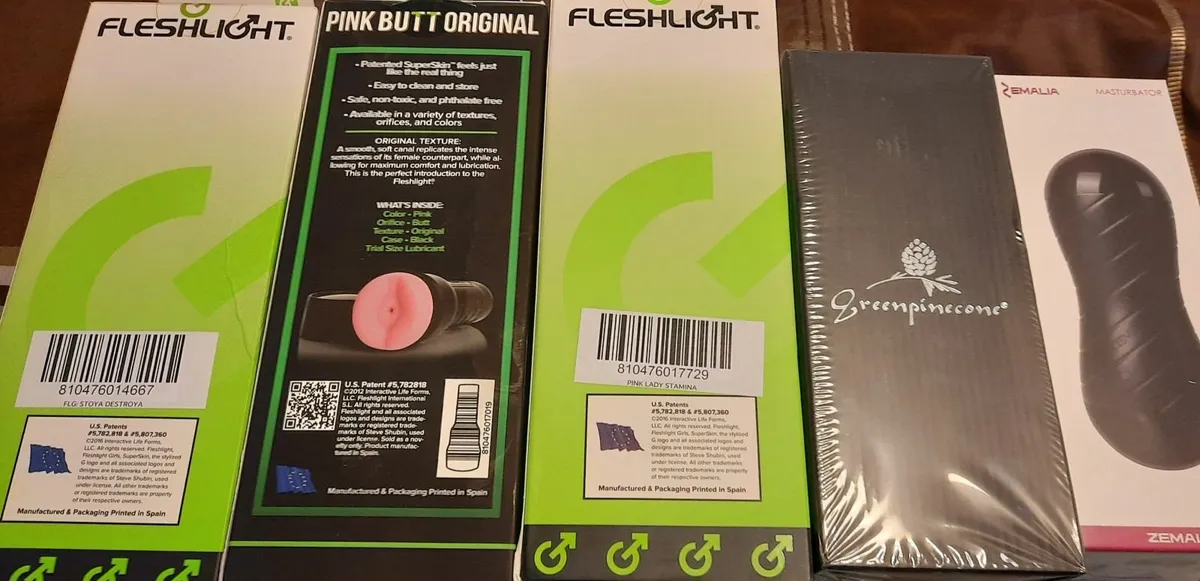 FLESHLIGHT®
810476014667
FLG: STOYA DESTROYA
U.S. Patents
#5,782,818 & #5,807,360
©2016 Interactive Life Forms,
LLC. All rights reserved. Fleshlight,
Fleshlight Girls, SuperSkin, the stylized
G logo and all associated logos and
designs are trademarks of registered
trademarks of Steve Shubin, used
under license. All other trademarks
or registered trademarks are property
of their respective owners.
Manufactured & Packaging Printed in Spain
PINK BUTT ORIGINAL
- Patented SuperSkin™ feels just
like the real thing
- Easy to clean and store
- Safe, non-toxic, and phthalate free
- Available in a variety of textures,
orifices, and colors
ORIGINAL TEXTURE:
A smooth, soft canal replicates the intense
sensations of its female counterpart, while al-
lowing for maximum comfort and lubrication.
This is the perfect introduction to the
Fleshlight®
WHAT'S INSIDE:
Color - Pink
Orifice - Butt
Texture - Original
Case - Black
Trial Size Lubricant
U.S. Patent #5,782818
©2012 Interactive Life Forms,
LLC. Fleshlight International
S.L. All rights reserved.
Fleshlight and all associated
logos and designs are trade-
marks or registered trade-
marks of Steve Shubin, used
under license. Sold as a nov-
elty only. Product manufac-
tured in Spain.
810476017019
Manufactured & Packaging Printed in Spain
FLESHLIGHT®
810476017729
PINK LADY STAMINA
U.S. Patents
#5,782,818 & #5,807,360
©2016 Interactive Life Forms,
LLC. All rights reserved. Fleshlight,
Fleshlight Girls, SuperSkin, the stylized
G logo and all associated logos and
designs are trademarks of registered
trademarks of Steve Shubin, used
under license. All other trademarks
or registered trademarks are property
of their respective owners.
Manufactured & Packaging Printed in Spain
Greenpinecone®
ZEMALIA
MASTURBATOR
ZEMAL